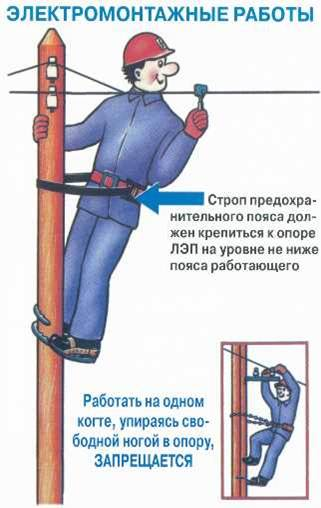 ЭЛЕКТРОМОНТАЖНЫЕ РАБОТЫ
Строп предохра-
нительного пояса дол-
жен крепиться к опоре
ЛЭП на уровне не ниже
пояса работающего
Работать на одном
когте, упираясь сво-
бодной ногой в опору,
ЗАПРЕЩАЕТСЯ